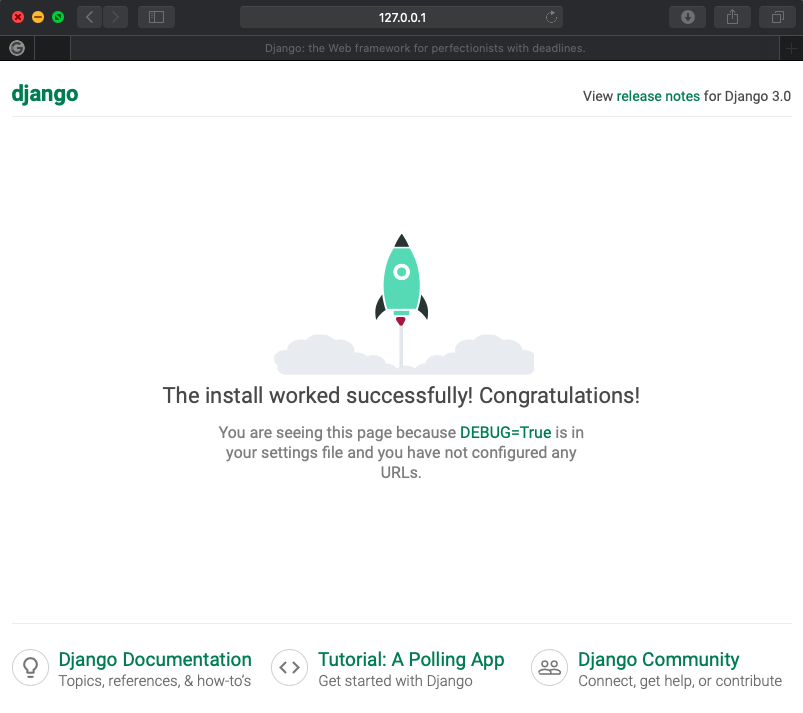 127.0.0.1
G
Django: the Web framework for perfectionists with deadlines.
django
View release notes for Django 3.0
The install worked successfully! Congratulations!
You are seeing this page because DEBUG=True is in
your settings file and you have not configured any
URLs.
Django Documentation
Topics, references, & how-to's
Tutorial: A Polling App
Get started with Django
Django Community
Connect, get help, or contribute